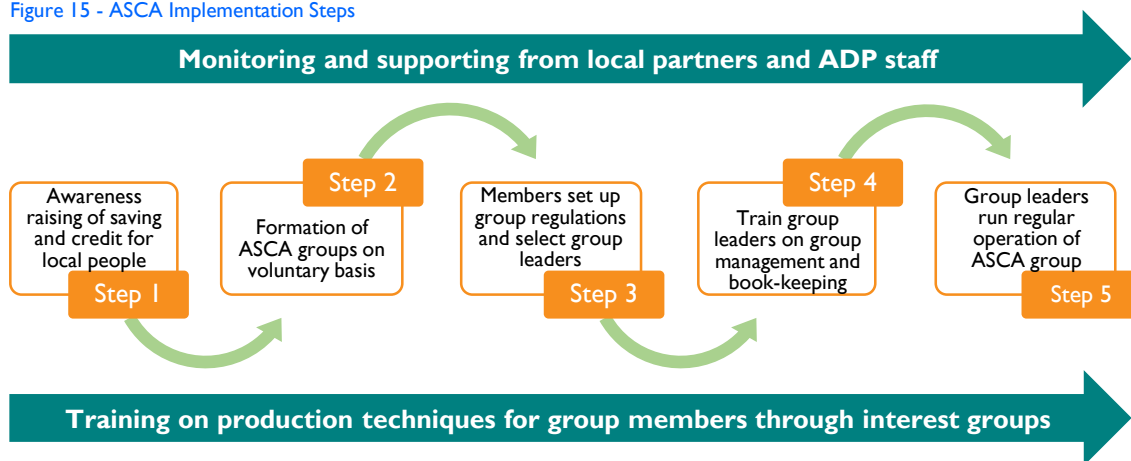 Figure 15 - ASCA Implementation Steps
Monitoring and supporting from local partners and ADP staff
Awareness
raising of saving
and credit for
local people
Step 1
Step 2
Formation of
ASCA groups on
voluntary basis
Members set up
group regulations
and select group
leaders
Step 3
Step 4
Train group
leaders on group
management and
book-keeping
Group leaders
run regular
operation of
ASCA group
Step 5
Training on production techniques for group members through interest groups